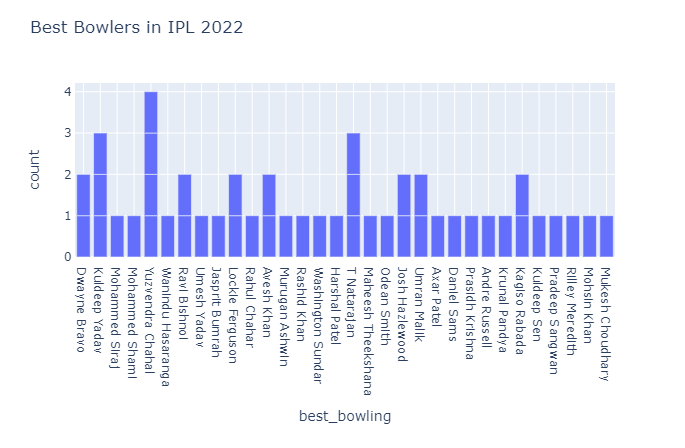 Best Bowlers in IPL 2022
count
4
3
2
1
0
Dwayne Bravo
Kuldeep Yadav
Mohammed Siraj
Mohammed Shami
Yuzvendra Chahal
Wanindu Hasaranga
Ravi Bishnoi
Umesh Yadav
Jasprit Bumrah
Lockie Ferguson
Rahul Chahar
Avesh Khan
Murugan Ashwin
Rashid Khan
Washington Sundar
Harshal Patel
T Natarajan
Maheesh Theekshana
Odean Smith
Josh Hazlewood
Umran Malik
Axar Patel
Daniel Sams
Prasidh Krishna
Andre Russell
Krunal Pandya
Kagiso Rabada
Kuldeep Sen
Pradeep Sangwan
Riley Meredith
Mohsin Khan
Mukesh Choudhary
best_bowling